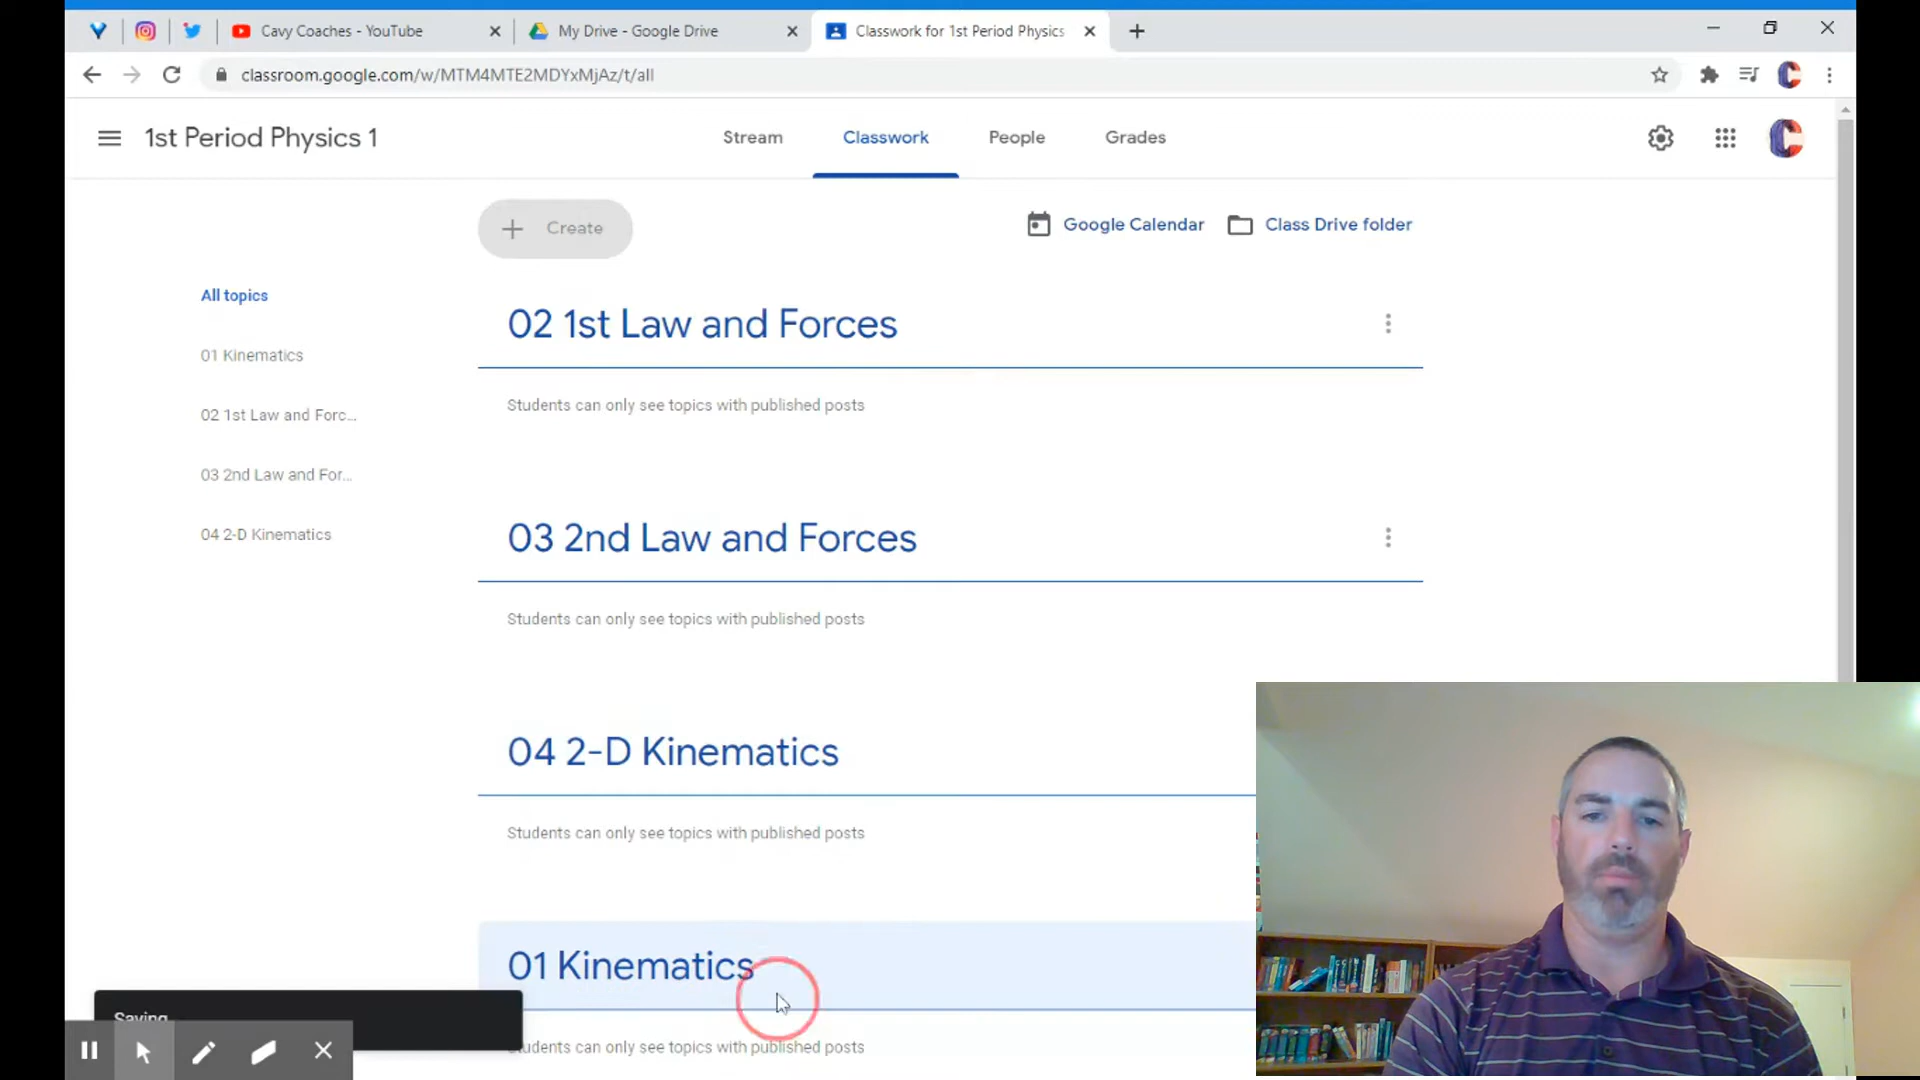 Cavy Coaches - YouTube
My Drive - Google Drive
Classwork for 1st Period Physics
classroom.google.com/w/MTM4MTE2MDYxMjAz/t/all
1st Period Physics 1
Stream
Classwork
People
Grades
Create
Google Calendar
Class Drive folder
All topics
01 Kinematics
02 1st Law and Forc...
03 2nd Law and For...
04 2-D Kinematics
02 1st Law and Forces
Students can only see topics with published posts
03 2nd Law and Forces
Students can only see topics with published posts
04 2-D Kinematics
Students can only see topics with published posts
01 Kinematics
Students can only see topics with published posts
Saving